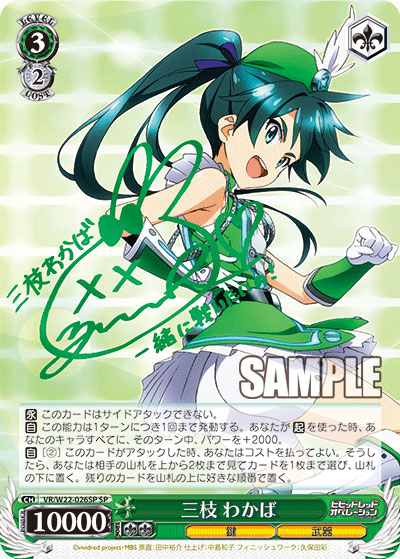 LEVEL
3
2
COST
三枝わかば
一緒に
SAMPLE
永 このカードはサイドアタックできない。
自 この能力は1ターンにつき1回まで発動する。あなたが起を使った時、あな
たのキャラすべてに、そのターン中、パワーを+2000。
自 [②] このカードがアタックした時、あなたはコストを払ってよい。そうし
たら、あなたは相手の山札を上から2枚まで見てカードを1枚まで選び、山札
の下に置く。残りのカードを山札の上に好きな順番で置く。
CH VR/W22-026SP SP
三枝 わかば
ビビッドレッド
オペレーション
POWER
10000
鍵 武器
©vividred project・MBS 原画:田中裕介 仕上げ:中島和子 フィニッシュワーク:久保田彩